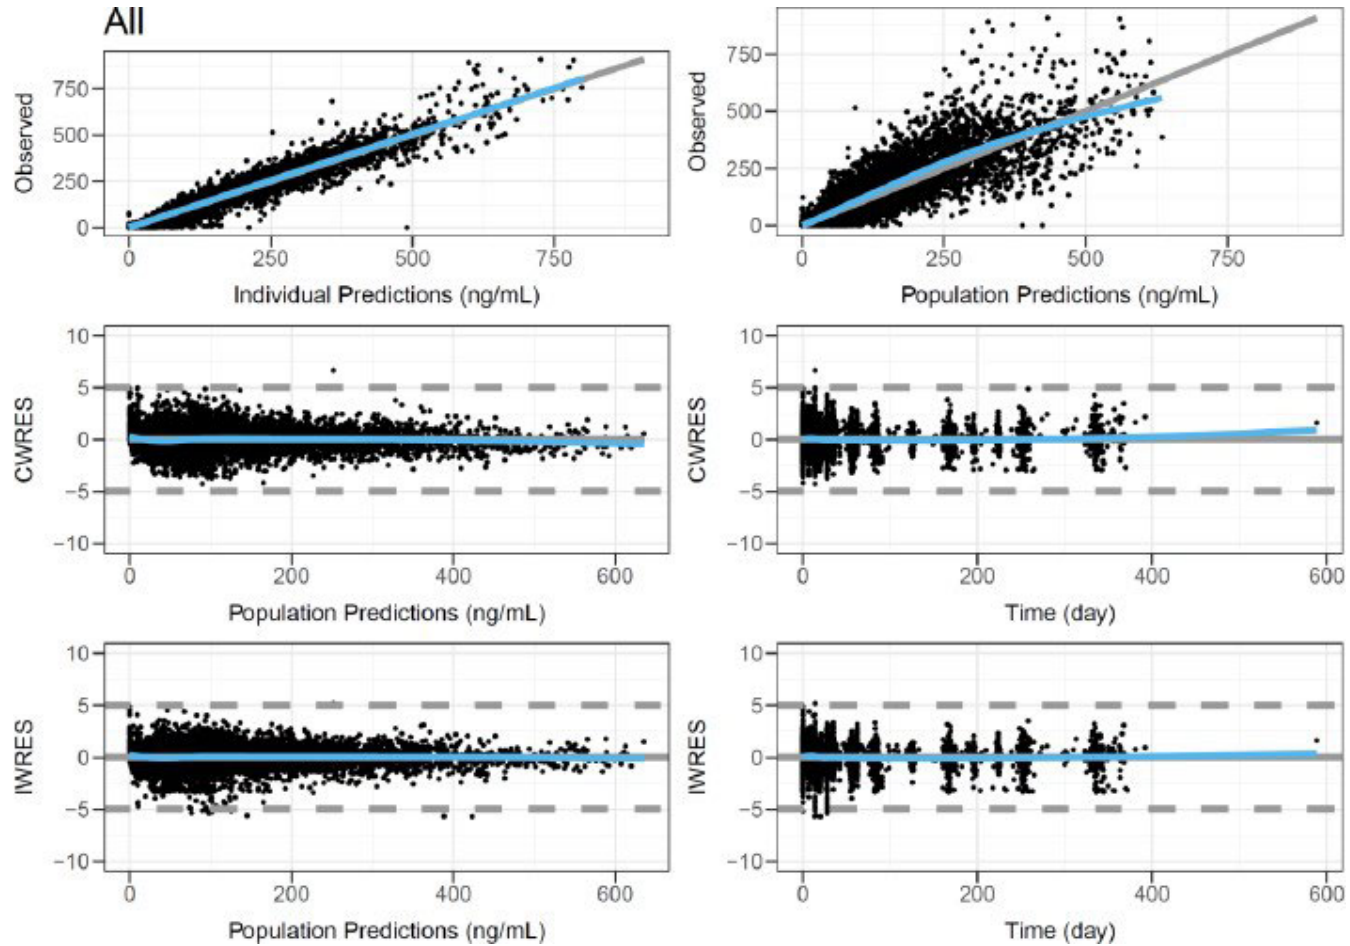 All
750
500
250
0
Observed
0 250 500 750
Individual Predictions (ng/mL)
750
500
250
0
Observed
0 250 500 750
Population Predictions (ng/mL)
10
5
0
−5
−10
CWRES
0 200 400 600
Population Predictions (ng/mL)
10
5
0
−5
−10
CWRES
0 200 400 600
Time (day)
10
5
0
−5
−10
IWRES
0 200 400 600
Population Predictions (ng/mL)
10
5
0
−5
−10
IWRES
0 200 400 600
Time (day)